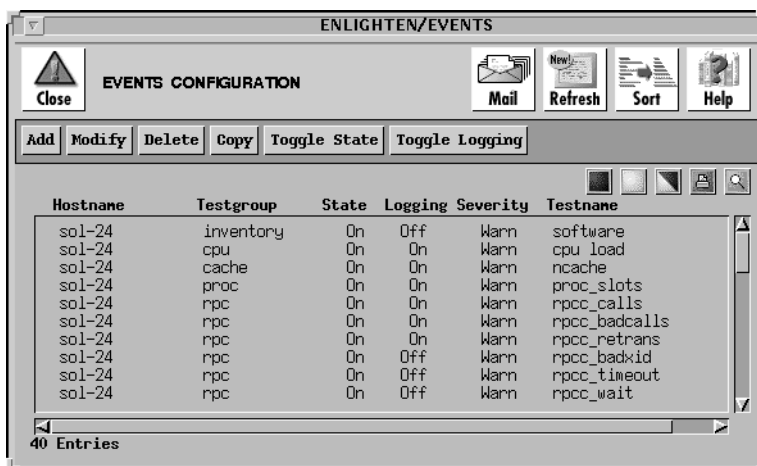 ENLIGHTEN/EVENTS
Close
EVENTS CONFIGURATION
Mail
New!
Refresh
Sort
Help
Add Modify Delete Copy Toggle State Toggle Logging
Hostname Testgroup State Logging Severity Testname
sol-24 inventory On Off Warn software
sol-24 cpu On On Warn cpu load
sol-24 cache On On Warn ncache
sol-24 proc On On Warn proc_slots
sol-24 rpc On On Warn rpcc_calls
sol-24 rpc On On Warn rpcc_badcalls
sol-24 rpc On On Warn rpcc_retrans
sol-24 rpc On Off Warn rpcc_badxid
sol-24 rpc On Off Warn rpcc_timeout
sol-24 rpc On Off Warn rpcc_wait
40 Entries